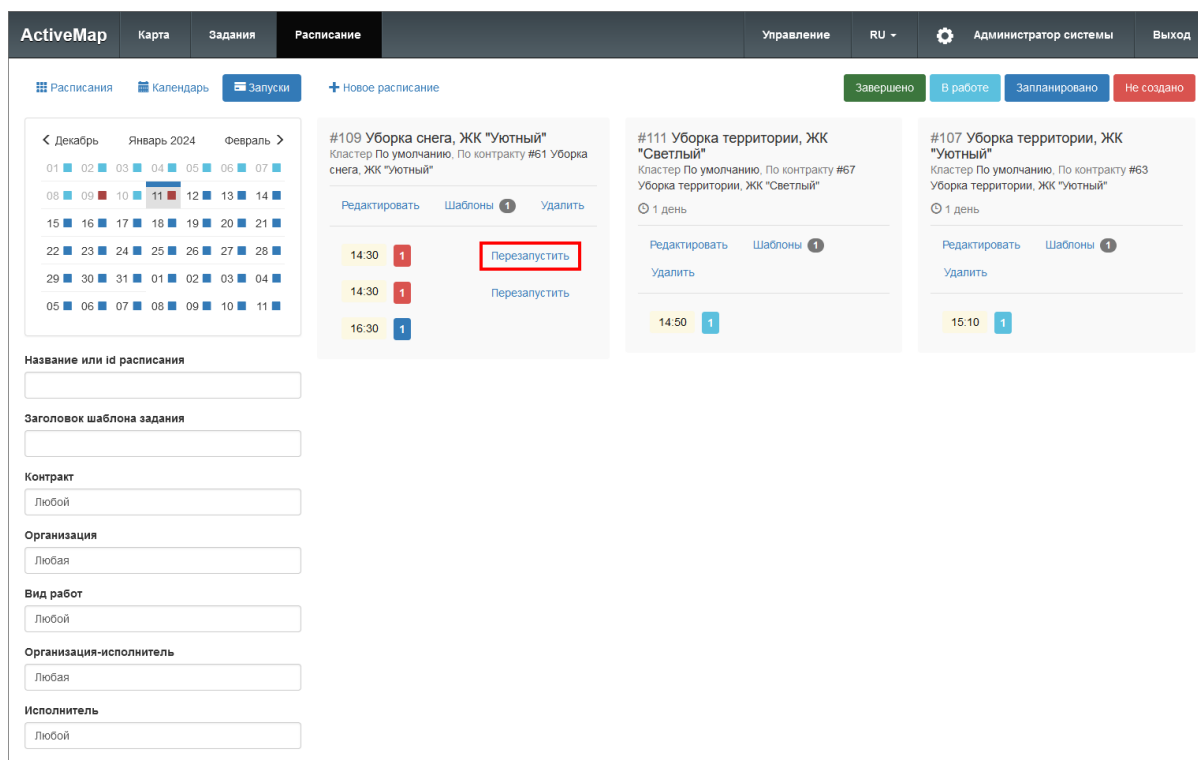 ActiveMap Карта Задания Расписание Управление RU Администратор системы Выход
Расписания Календарь Запуски Новое расписание Завершено В работе Запланировано Не создано
Декабрь Январь 2024 Февраль
01 02 03 04 05 06 07
08 09 10 11 12 13 14
15 16 17 18 19 20 21
22 23 24 25 26 27 28
29 30 31 01 02 03 04
05 06 07 08 09 10 11
Название или id расписания
Заголовок шаблона задания
Контракт
Любой
Организация
Любая
Вид работ
Любой
Организация-исполнитель
Любая
Исполнитель
Любой
#109 Уборка снега, ЖК "Уютный"
Кластер По умолчанию, По контракту #61 Уборка
снега, ЖК "Уютный"
Редактировать Шаблоны 1 Удалить
14:30 1 Перезапустить
14:30 1 Перезапустить
16:30 1
#111 Уборка территории, ЖК
"Светлый"
Кластер По умолчанию, По контракту #67
Уборка территории, ЖК "Светлый"
1 день
Редактировать Шаблоны 1
Удалить
14:50 1
#107 Уборка территории, ЖК
"Уютный"
Кластер По умолчанию, По контракту #63
Уборка территории, ЖК "Уютный"
1 день
Редактировать Шаблоны 1
Удалить
15:10 1